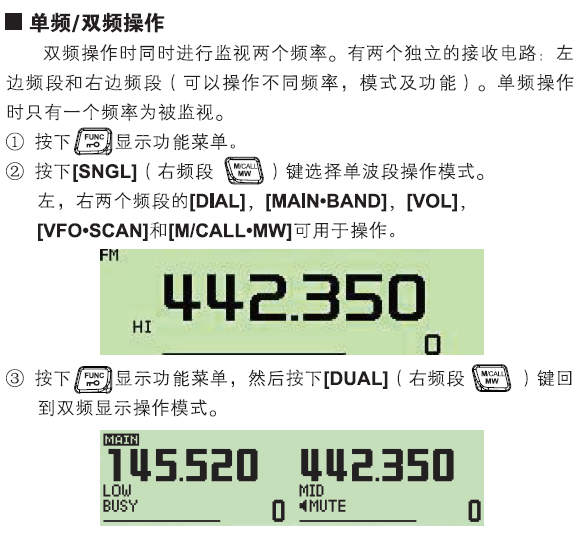 ■ 单频/双频操作
双频操作时同时进行监视两个频率。有两个独立的接收电路：左
边频段和右边频段（可以操作不同频率，模式及功能）。单频操作
时只有一个频率为被监视。
① 按下 FUNC 显示功能菜单。
② 按下[SNGL]（右频段 M/CALL MW ）键选择单波段操作模式。
左，右两个频段的[DIAL]，[MAIN•BAND]，[VOL]，
[VFO•SCAN]和[M/CALL•MW]可用于操作。
FM
442.350
HI
0
③ 按下 FUNC 显示功能菜单，然后按下[DUAL]（右频段 M/CALL MW ）键回
到双频显示操作模式。
MAIN
145.520 442.350
LOW MID
BUSY 0 MUTE 0